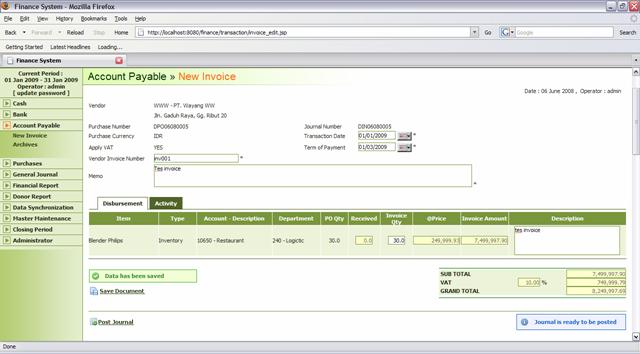 Finance System - Mozilla Firefox
File Edit View History Bookmarks Tools Help
Back Forward Reload Home http://localhost:8080/finance/transaction/invoice_edit.jsp Go Google Search
Getting Started Latest Headlines Loading...
Finance System
Current Period :
01 Jan 2009 - 31 Jan 2009
Operator : admin
[ update password ]
Cash
Bank
Account Payable
New Invoice
Archives
Purchases
General Journal
Financial Report
Donor Report
Data Synchronization
Master Maintenance
Closing Period
Administrator
Account Payable » New Invoice
Date : 06 June 2008 , Operator : admin
Vendor WWW - PT. Wayang WW
Jln. Gaduh Raya, Gg. Ribut 20
Purchase Number DPO06080005 Journal Number DIN06080005
Purchase Currency IDR Transaction Date 01/01/2009 *
Apply VAT YES Term of Payment 01/03/2009 *
Vendor Invoice Number inv001 *
Memo Tes invoice *
Disbursement Activity
Item Type Account - Description Department PO Qty Received Invoice Qty @Price Invoice Amount Description
Blender Philips Inventory 10650 - Restaurant 240 - Logictic 30.0 0.0 30.0 249,999.93 7,499,997.90 tes invoice
Data has been saved
Save Document
SUB TOTAL 7,499,997.90
VAT 10.00 % 749,999.79
GRAND TOTAL 8,249,997.69
Post Journal
Journal is ready to be posted
Done